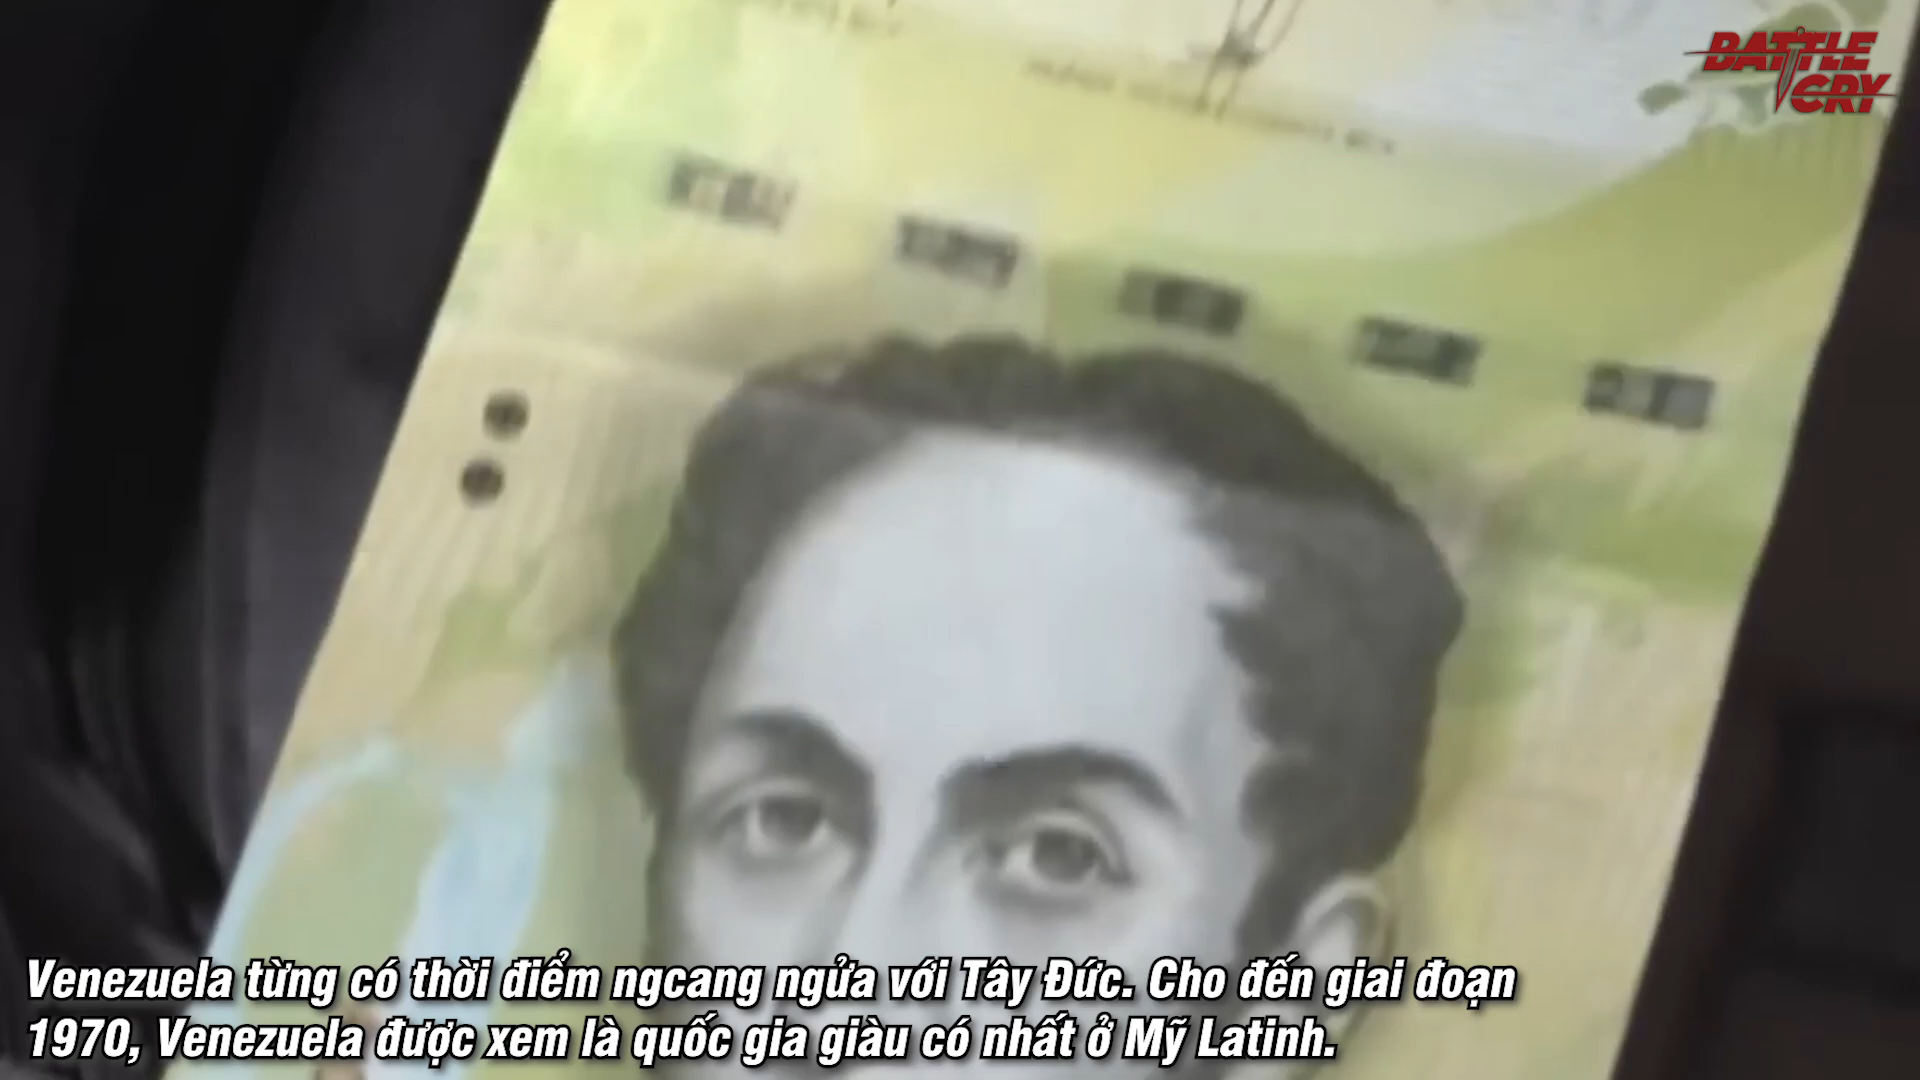 BATTLE
CRY
Venezuela từng có thời điểm ngcang ngửa với Tây Đức. Cho đến giai đoạn
1970, Venezuela được xem là quốc gia giàu có nhất ở Mỹ Latinh.